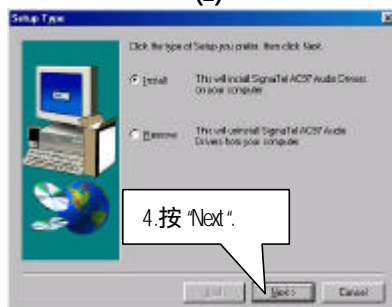 Setup Type
Click the type of Setup you prefer, then click Next.
Install
This will install SigmaTel AC97 Audio Drivers
on your computer
Remove
This will uninstall SigmaTel AC97 Audio
Drivers from your computer
4.按 “Next“.
Next >
Cancel